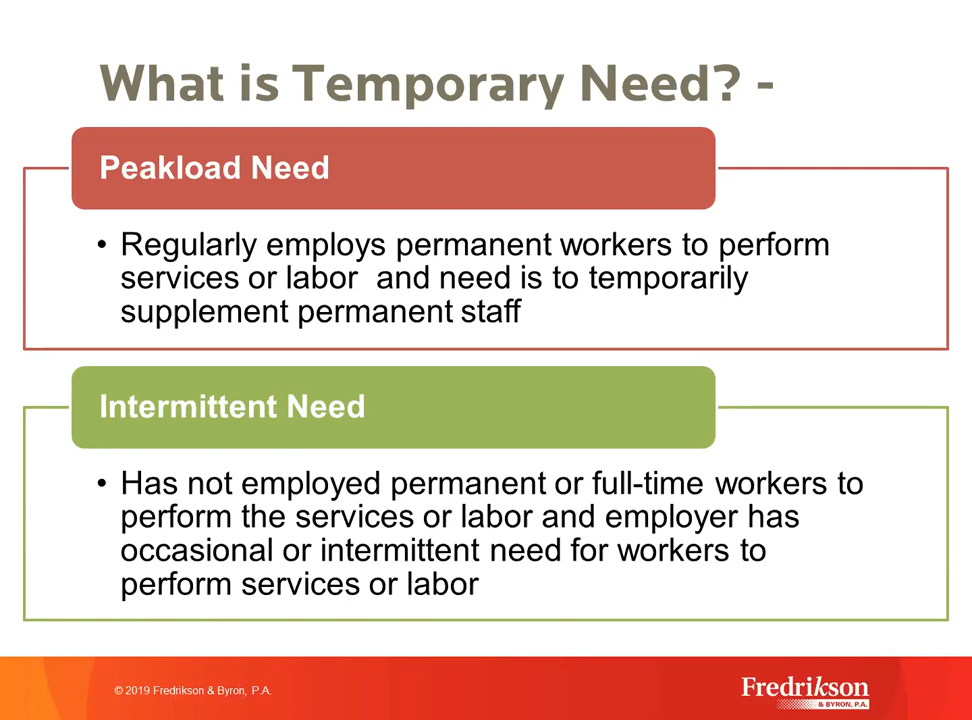 What is Temporary Need? -
Peakload Need
• Regularly employs permanent workers to perform
services or labor  and need is to temporarily
supplement permanent staff
Intermittent Need
• Has not employed permanent or full-time workers to
perform the services or labor and employer has
occasional or intermittent need for workers to
perform services or labor
© 2019 Fredrikson & Byron, P.A.
Fredrikson
& BYRON, P.A.